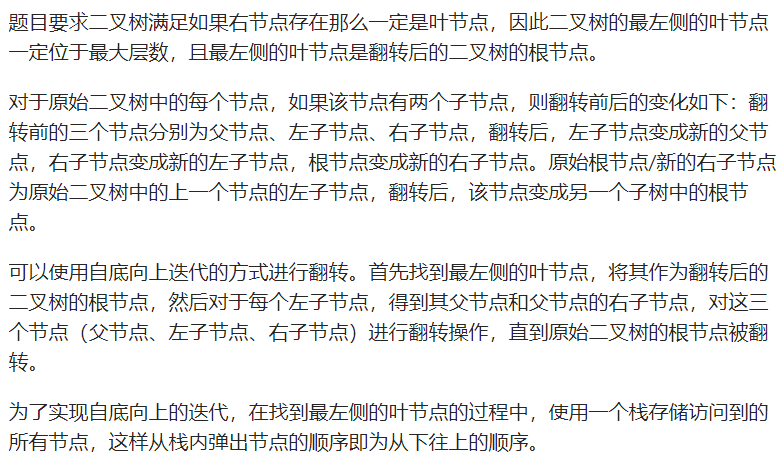 题目要求二叉树满足如果右节点存在那么一定是叶节点，因此二叉树的最左侧的叶节点
一定位于最大层数，且最左侧的叶节点是翻转后的二叉树的根节点。
对于原始二叉树中的每个节点，如果该节点有两个子节点，则翻转前后的变化如下：翻
转前的三个节点分别为父节点、左子节点、右子节点，翻转后，左子节点变成新的父节
点，右子节点变成新的左子节点，根节点变成新的右子节点。原始根节点/新的右子节点
为原始二叉树中的上一个节点的左子节点，翻转后，该节点变成另一个子树中的根节
点。
可以使用自底向上迭代的方式进行翻转。首先找到最左侧的叶节点，将其作为翻转后的
二叉树的根节点，然后对于每个左子节点，得到其父节点和父节点的右子节点，对这三
个节点（父节点、左子节点、右子节点）进行翻转操作，直到原始二叉树的根节点被翻
转。
为了实现自底向上的迭代，在找到最左侧的叶节点的过程中，使用一个栈存储访问到的
所有节点，这样从栈内弹出节点的顺序即为从下往上的顺序。